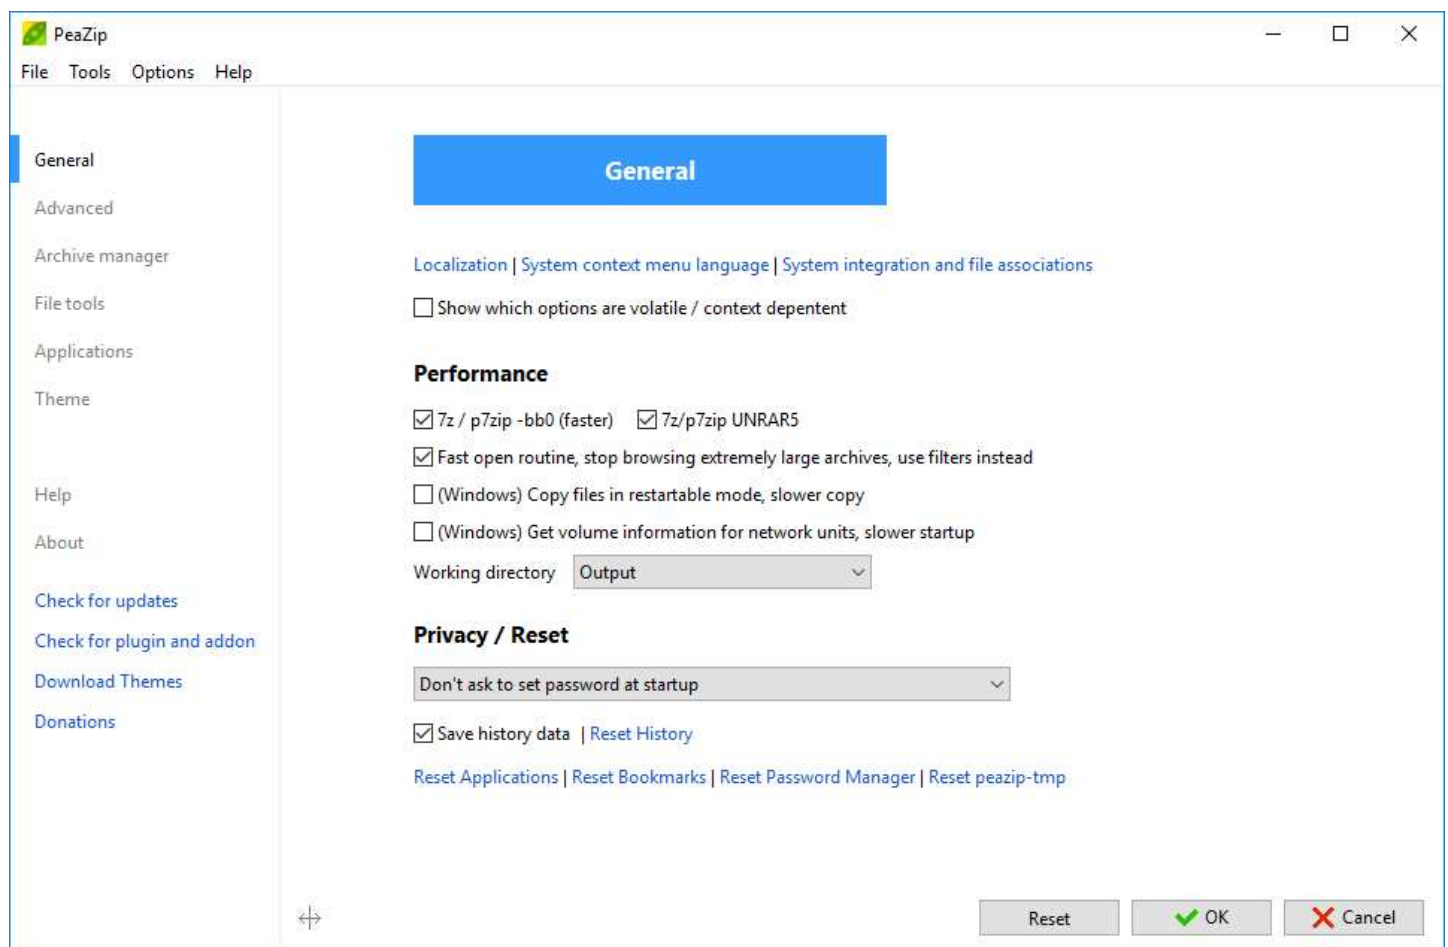 PeaZip
File Tools Options Help
General
Advanced
Archive manager
File tools
Applications
Theme
Help
About
Check for updates
Check for plugin and addon
Download Themes
Donations
General
Localization | System context menu language | System integration and file associations
Show which options are volatile / context depentent
Performance
7z / p7zip -bb0 (faster) 7z/p7zip UNRAR5
Fast open routine, stop browsing extremely large archives, use filters instead
(Windows) Copy files in restartable mode, slower copy
(Windows) Get volume information for network units, slower startup
Working directory Output
Privacy / Reset
Don't ask to set password at startup
Save history data | Reset History
Reset Applications | Reset Bookmarks | Reset Password Manager | Reset peazip-tmp
Reset OK Cancel